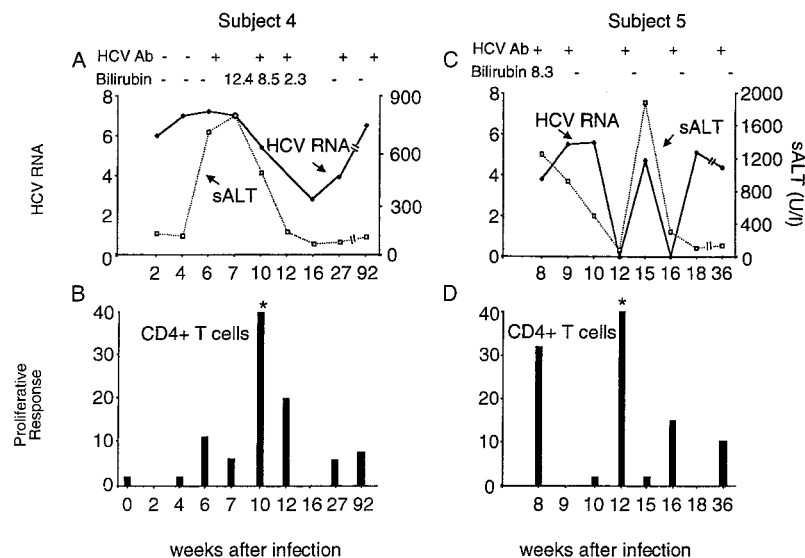 Subject 4
Subject 5
A
HCV Ab - - + + + + +
Bilirubin - - - 12.4 8.5 2.3 - -
8
6
4
2
0
HCV RNA
900
600
300
0
HCV RNA
sALT
2 4 6 7 10 12 16 27 92
C
HCV Ab + + + + +
Bilirubin 8.3 - - - -
8
6
4
2
0
2000
1600
1200
800
400
0
sALT (U/l)
HCV RNA
sALT
8 9 10 12 15 16 18 36
B
40
30
20
10
0
Proliferative
Response
*
CD4+ T cells
0 2 4 6 7 10 12 16 27 92
weeks after infection
D
40
30
20
10
0
*
CD4+ T cells
8 9 10 12 15 16 18 36
weeks after infection